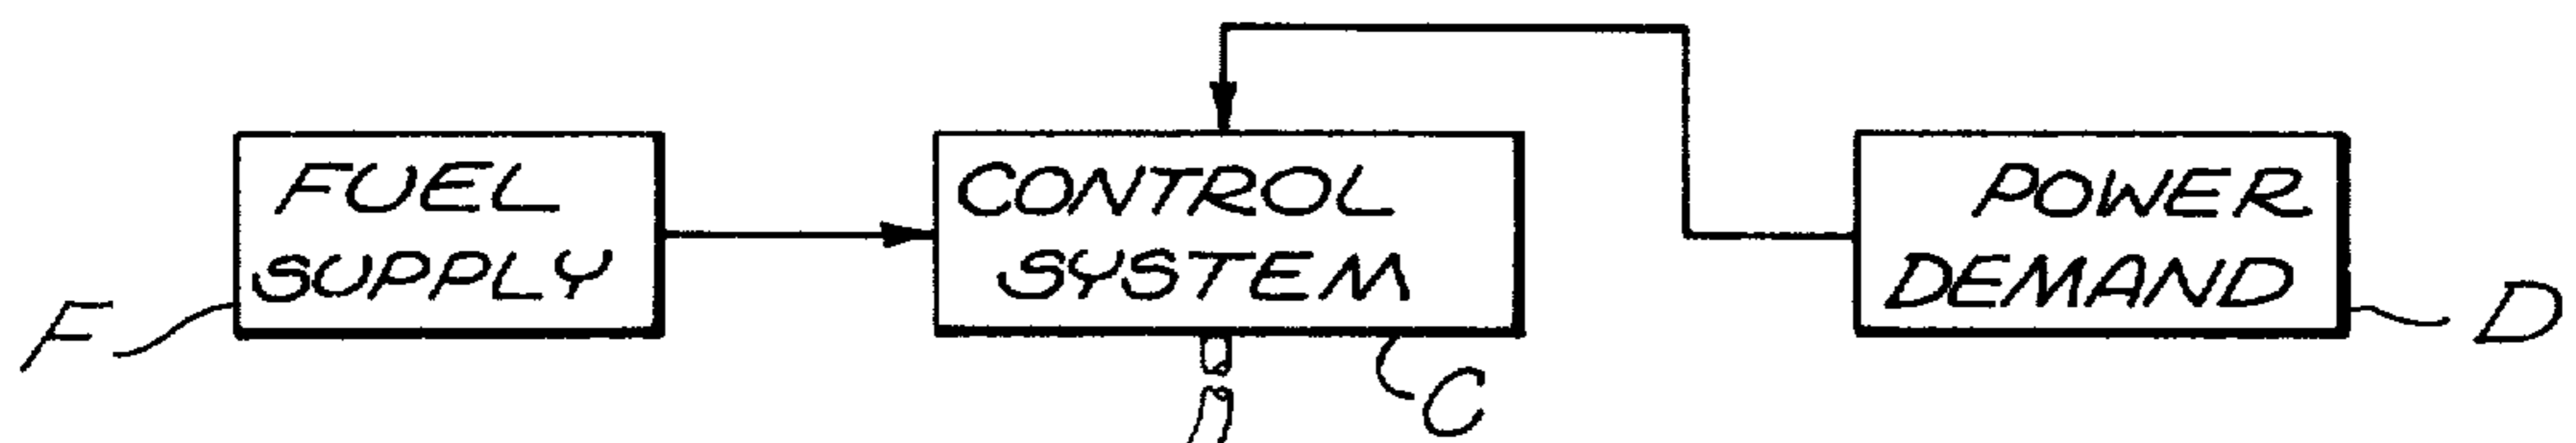 FUEL
SUPPLY
CONTROL
SYSTEM
POWER
DEMAND
F
C
D